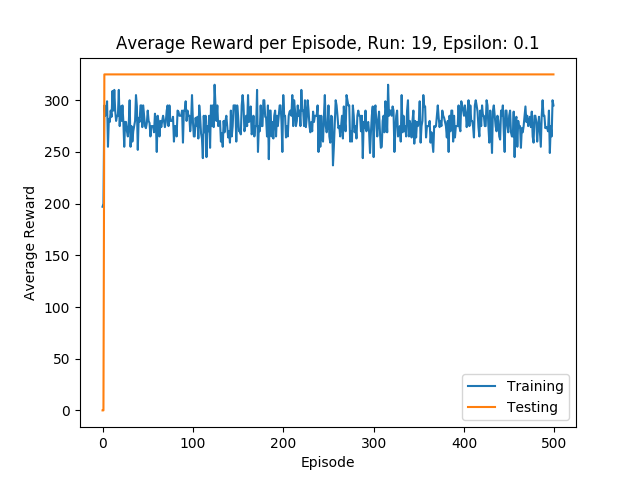 Average Reward per Episode, Run: 19, Epsilon: 0.1
300
250
200
150
100
50
0
Average Reward
0 100 200 300 400 500
Episode
Training
Testing